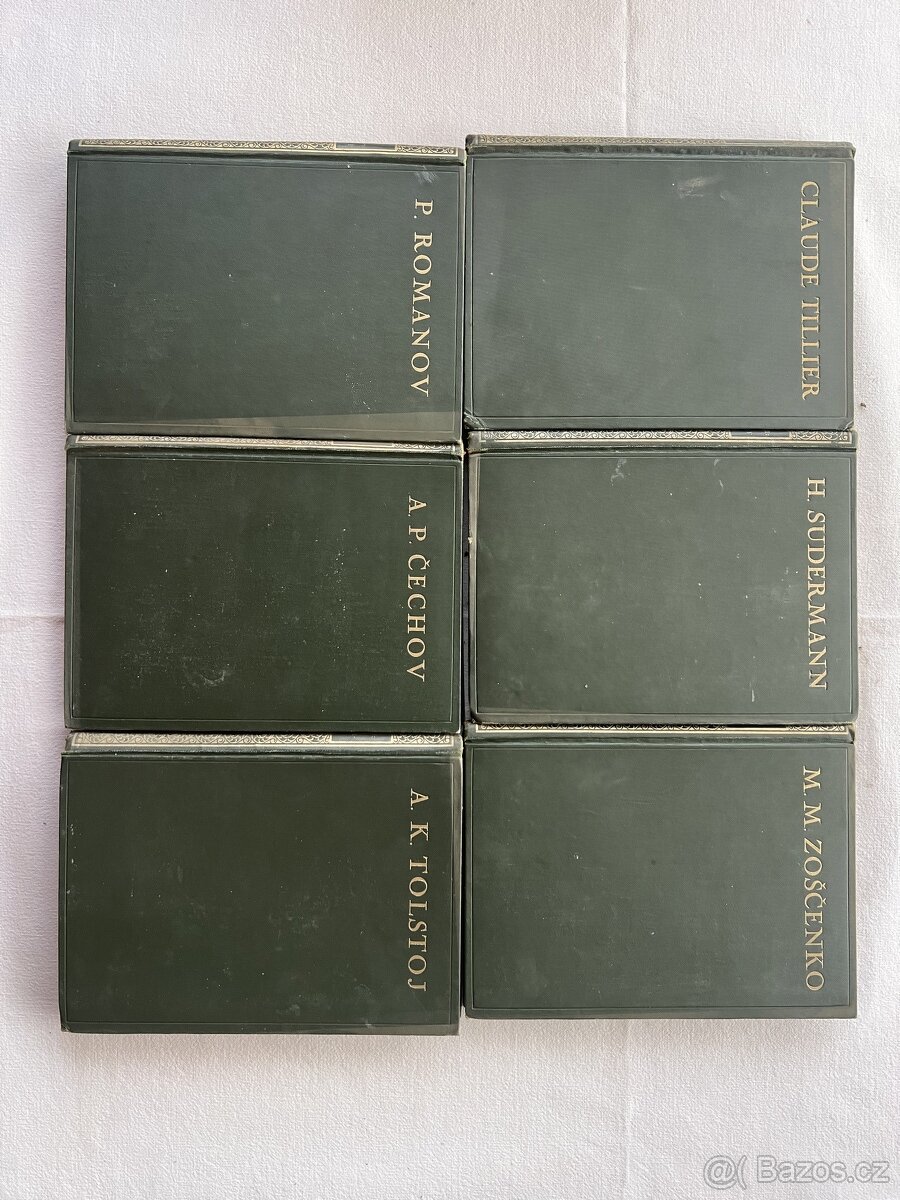 P. ROMANOV
CLAUDE TILLIER
A. P. ČECHOV
H. SUDERMANN
A. K. TOLSTOJ
M. M. ZOŠČENKO
@( Bazos.cz